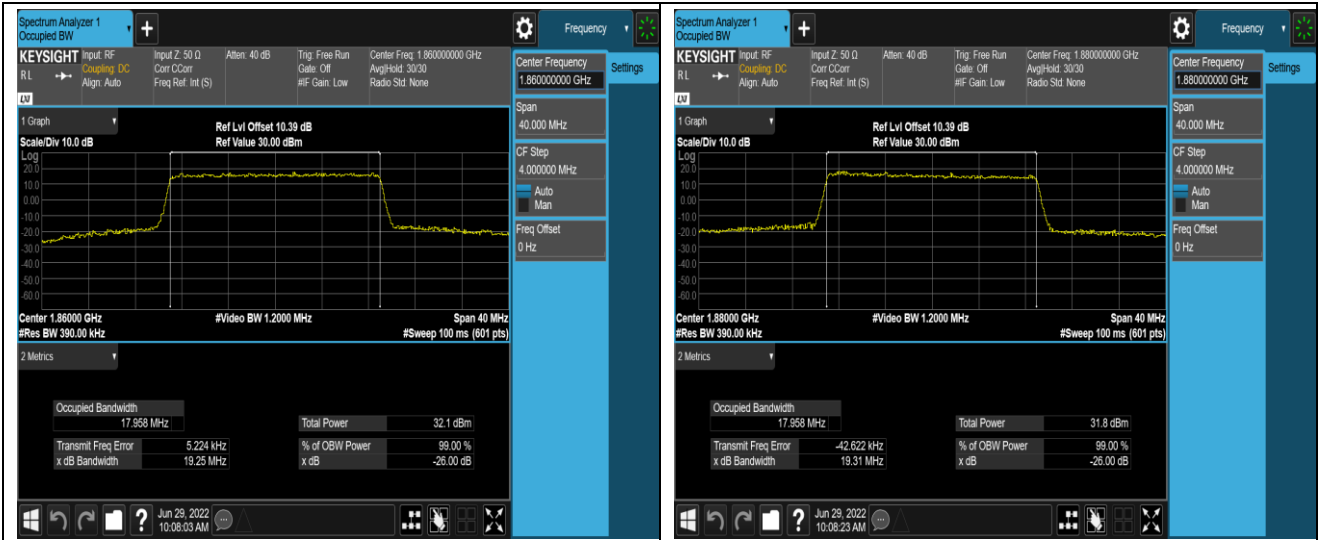 Spectrum Analyzer 1
Occupied BW
+
Frequency
KEYSIGHT
Input: RF
Coupling: DC
Align: Auto
Input Z: 50 Ω
Corr CCorr
Freq Ref: Int (S)
Atten: 40 dB
Trig: Free Run
Gate: Off
#IF Gain: Low
Center Freq: 1.860000000 GHz
Avg|Hold: 30/30
Radio Std: None
RL
LXI
Center Frequency
1.860000000 GHz
Settings
Span
40.000 MHz
CF Step
4.000000 MHz
Auto
Man
Freq Offset
0 Hz
1 Graph
Scale/Div 10.0 dB
Ref Lvl Offset 10.39 dB
Ref Value 30.00 dBm
Log
20.0
10.0
0.00
-10.0
-20.0
-30.0
-40.0
-50.0
-60.0
Center 1.86000 GHz
#Video BW 1.2000 MHz
Span 40 MHz
#Res BW 390.00 kHz
#Sweep 100 ms (601 pts)
2 Metrics
Occupied Bandwidth
17.958 MHz
Total Power 32.1 dBm
Transmit Freq Error 5.224 kHz
% of OBW Power 99.00 %
x dB Bandwidth 19.25 MHz
x dB -26.00 dB
?
Jun 29, 2022
10:08:03 AM
Spectrum Analyzer 1
Occupied BW
+
Frequency
KEYSIGHT
Input: RF
Coupling: DC
Align: Auto
Input Z: 50 Ω
Corr CCorr
Freq Ref: Int (S)
Atten: 40 dB
Trig: Free Run
Gate: Off
#IF Gain: Low
Center Freq: 1.880000000 GHz
Avg|Hold: 30/30
Radio Std: None
RL
LXI
Center Frequency
1.880000000 GHz
Settings
Span
40.000 MHz
CF Step
4.000000 MHz
Auto
Man
Freq Offset
0 Hz
1 Graph
Scale/Div 10.0 dB
Ref Lvl Offset 10.39 dB
Ref Value 30.00 dBm
Log
20.0
10.0
0.00
-10.0
-20.0
-30.0
-40.0
-50.0
-60.0
Center 1.88000 GHz
#Video BW 1.2000 MHz
Span 40 MHz
#Res BW 390.00 kHz
#Sweep 100 ms (601 pts)
2 Metrics
Occupied Bandwidth
17.958 MHz
Total Power 31.8 dBm
Transmit Freq Error -42.622 kHz
% of OBW Power 99.00 %
x dB Bandwidth 19.31 MHz
x dB -26.00 dB
?
Jun 29, 2022
10:08:23 AM